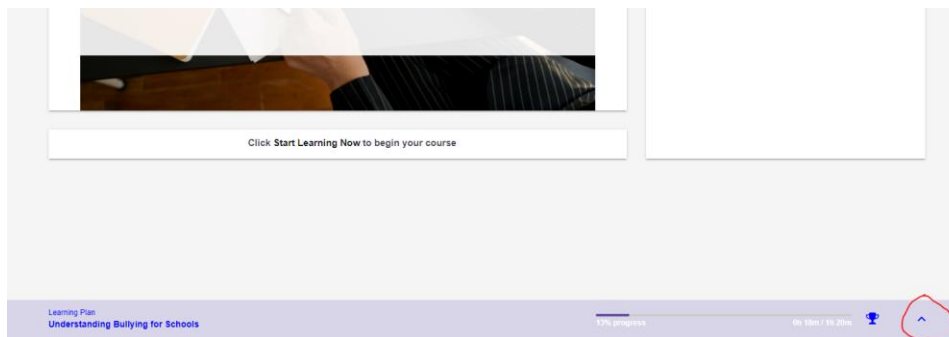 Click Start Learning Now to begin your course
Learning Plan
Understanding Bullying for Schools
13% progress
0h 10m / 1h 20m